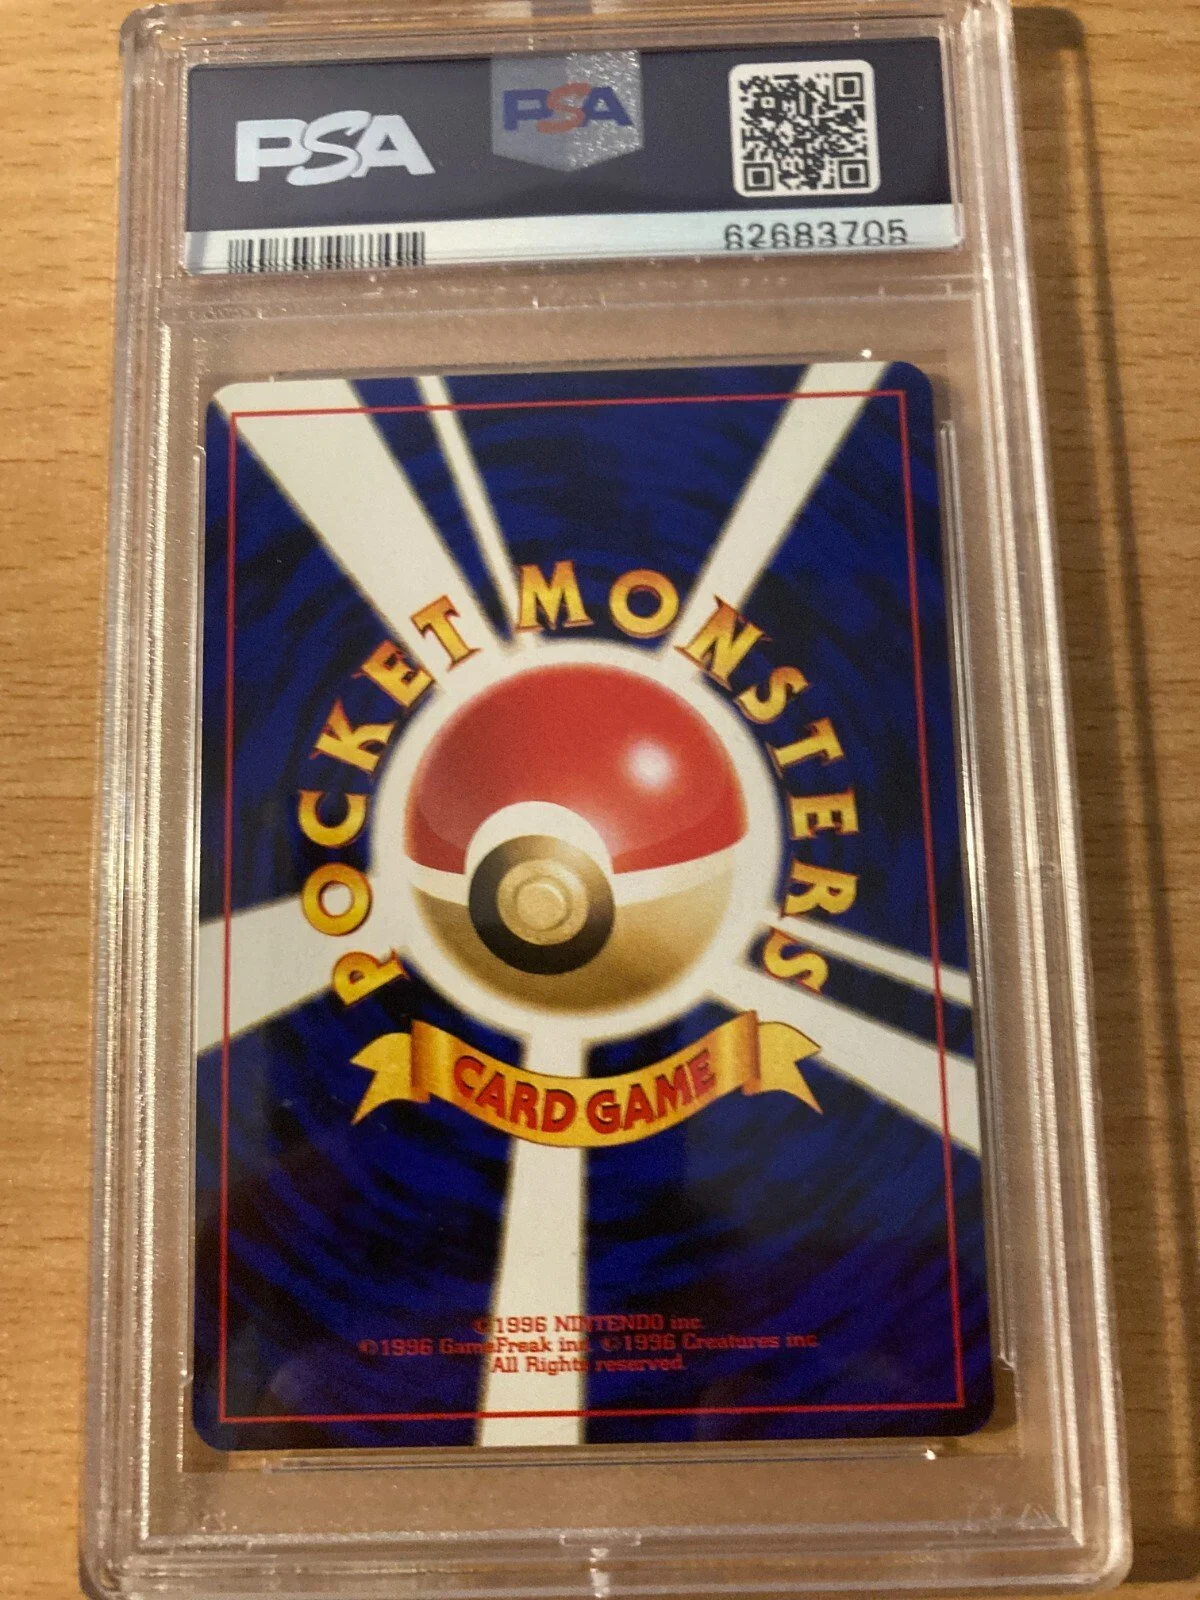 PSA
PSA
62683705
POCKET MONSTERS
CARD GAME
©1996 NINTENDO inc.
©1996 GameFreak inc. ©1996 Creatures inc.
All Rights reserved.